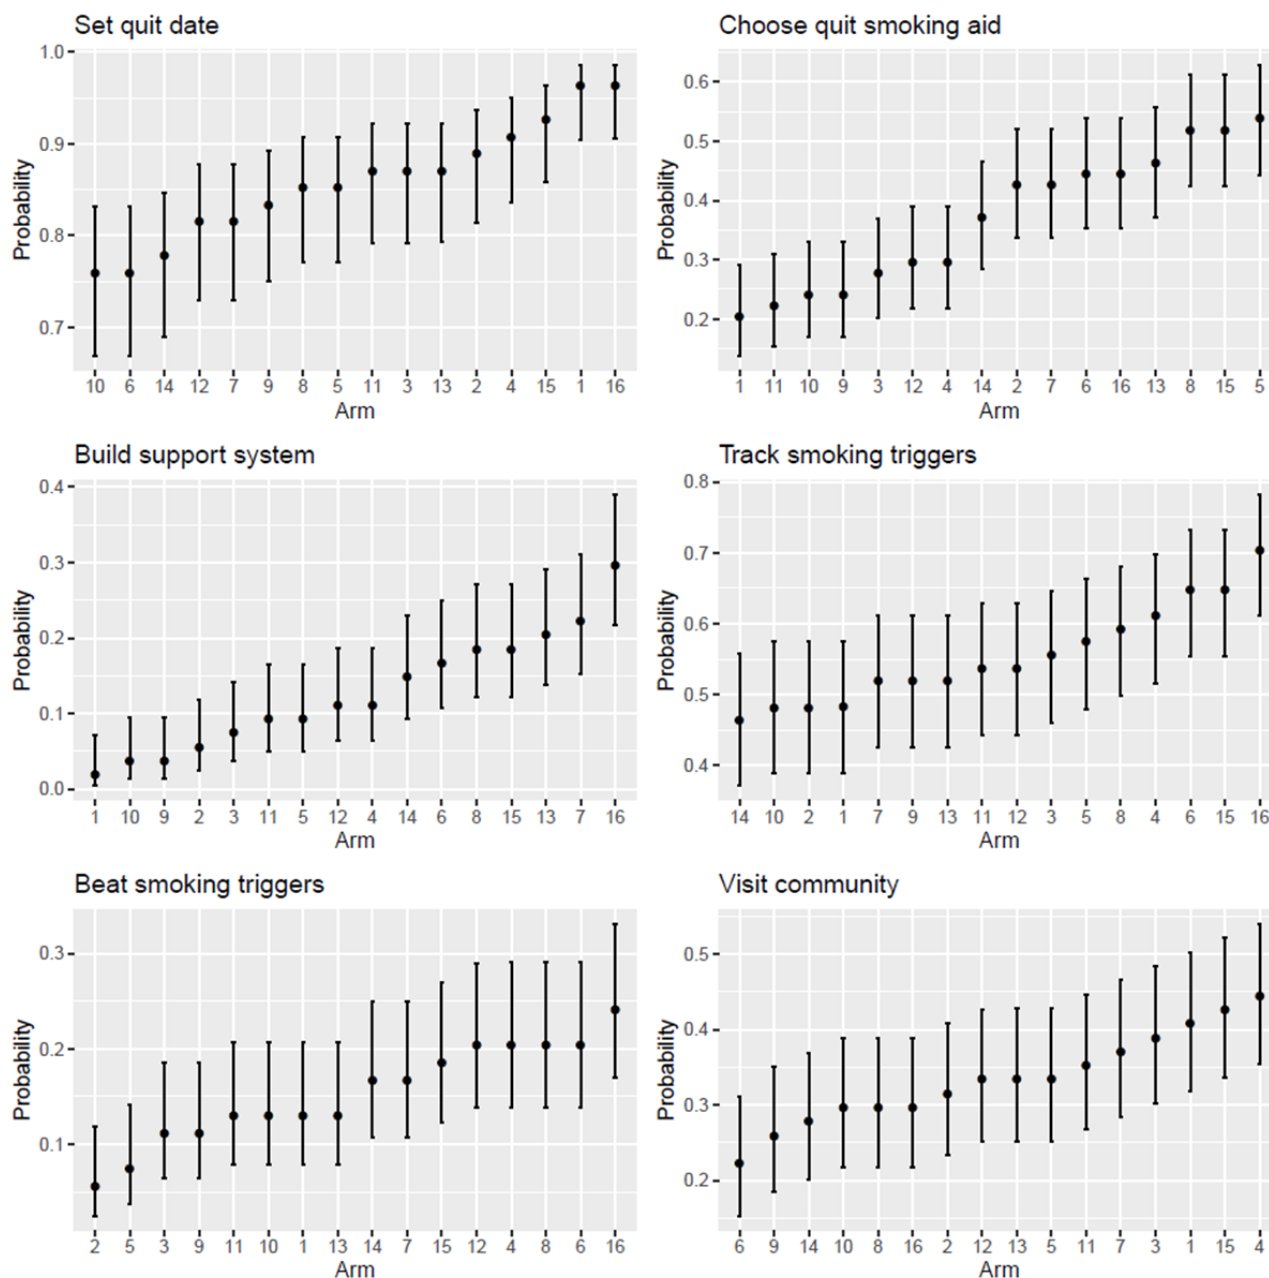 Set quit date
1.0
0.9
0.8
0.7
Probability
10 6 14 12 7 9 8 5 11 3 13 2 4 15 1 16
Arm
Choose quit smoking aid
0.6
0.5
0.4
0.3
0.2
Probability
1 11 10 9 3 12 4 14 2 7 6 16 13 8 15 5
Arm
Build support system
0.4
0.3
0.2
0.1
0.0
Probability
1 10 9 2 3 11 5 12 4 14 6 8 15 13 7 16
Arm
Track smoking triggers
0.8
0.7
0.6
0.5
0.4
Probability
14 10 2 1 7 9 13 11 12 3 5 8 4 6 15 16
Arm
Beat smoking triggers
0.3
0.2
0.1
Probability
2 5 3 9 11 10 1 13 14 7 15 12 4 8 6 16
Arm
Visit community
0.5
0.4
0.3
0.2
Probability
6 9 14 10 8 16 2 12 13 5 11 7 3 1 15 4
Arm